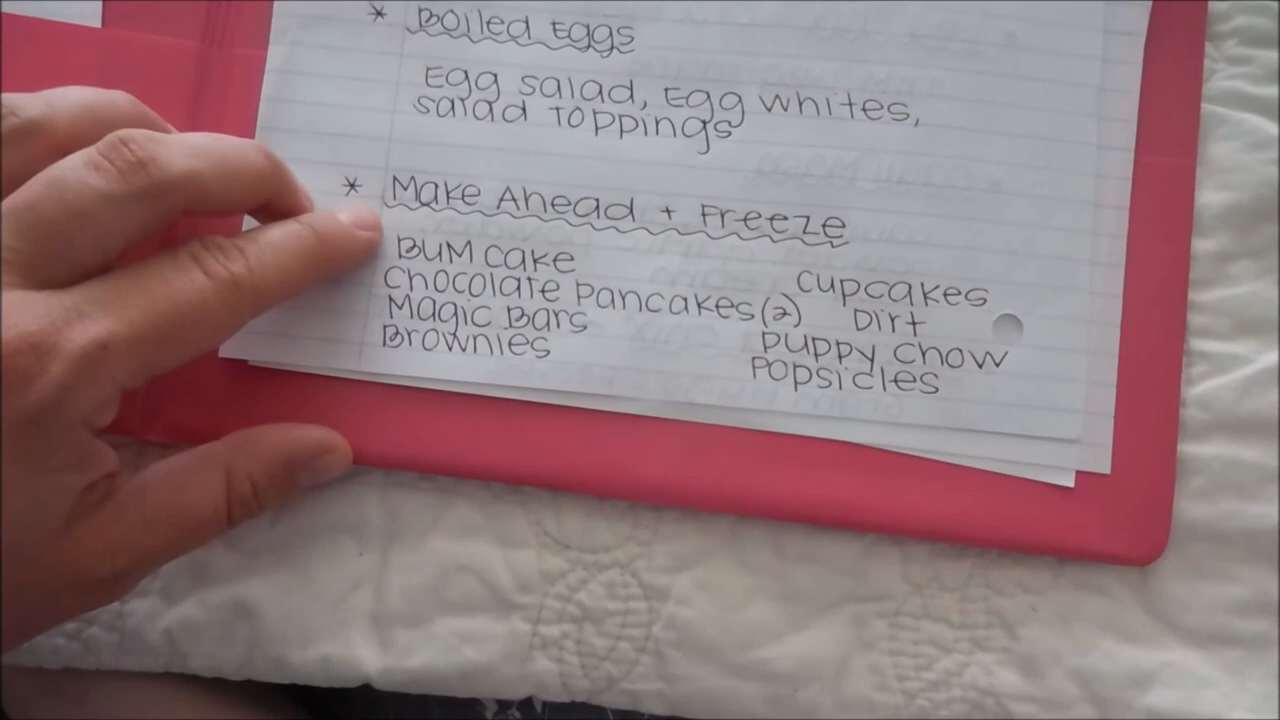 * Boiled Eggs
Egg salad, Egg whites,
salad Toppings
* Make Ahead + Freeze
BUM cake
Chocolate pancakes (2)
Magic Bars
Brownies
cupcakes
Dirt
puppy chow
Popsicles